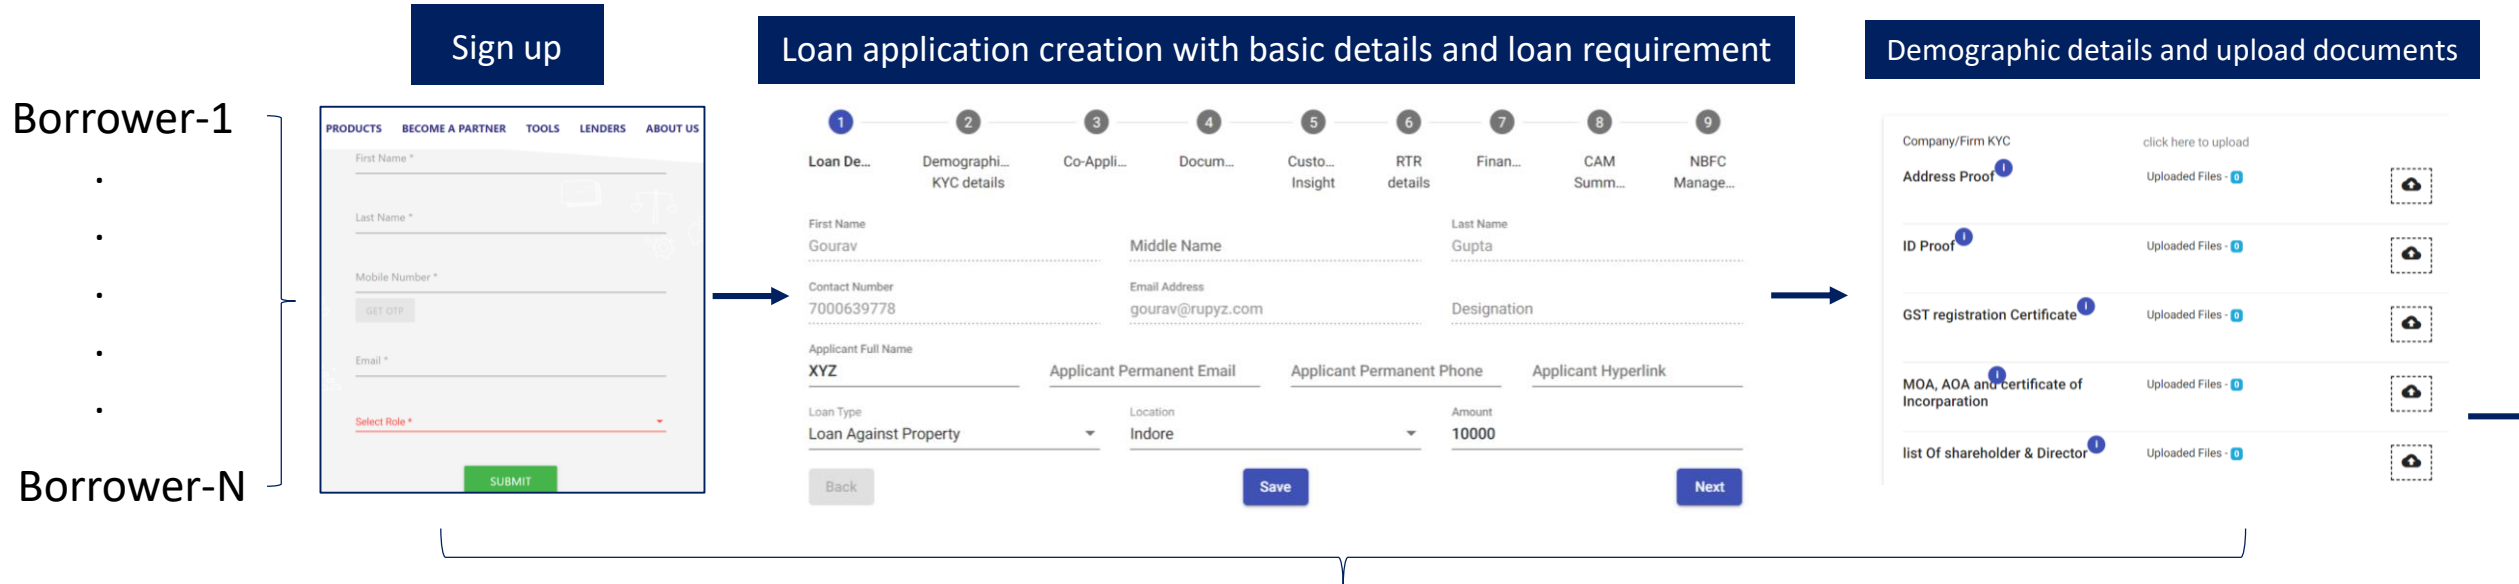 Sign up
Loan application creation with basic details and loan requirement
Demographic details and upload documents
Borrower-1
.
.
.
.
.
Borrower-N
PRODUCTS BECOME A PARTNER TOOLS LENDERS ABOUT US
First Name *
Last Name *
Mobile Number *
GET OTP
Email *
Select Role *
SUBMIT
1 2 3 4 5 6 7 8 9
Loan De... Demographi... Co-Appli... Docum... Custo... RTR Finan... CAM NBFC
KYC details Insight details Summ... Manage...
First Name Last Name
Gourav Middle Name Gupta
Contact Number Email Address
7000639778 gourav@rupyz.com Designation
Applicant Full Name
XYZ Applicant Permanent Email Applicant Permanent Phone Applicant Hyperlink
Loan Type Location Amount
Loan Against Property Indore 10000
Back Save Next
Company/Firm KYC click here to upload
Address Proof i Uploaded Files - 0
ID Proof i Uploaded Files - 0
GST registration Certificate i Uploaded Files - 0
MOA, AOA and certificate of i Uploaded Files - 0
Incorparation
list Of shareholder & Director i Uploaded Files - 0